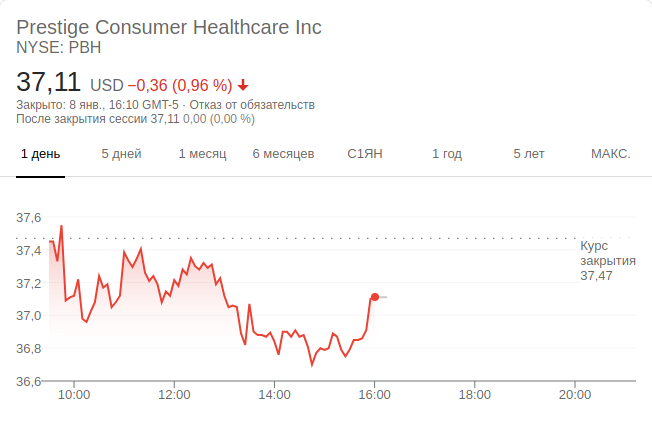 Prestige Consumer Healthcare Inc
NYSE: PBH
37,11 USD −0,36 (0,96 %)
Закрыто: 8 янв., 16:10 GMT-5 · Отказ от обязательств
После закрытия сессии 37,11 0,00 (0,00 %)
1 день 5 дней 1 месяц 6 месяцев С1ЯН 1 год 5 лет МАКС.
37,6
37,4
37,2
37,0
36,8
36,6
Курс
закрытия
37,47
10:00 12:00 14:00 16:00 18:00 20:00